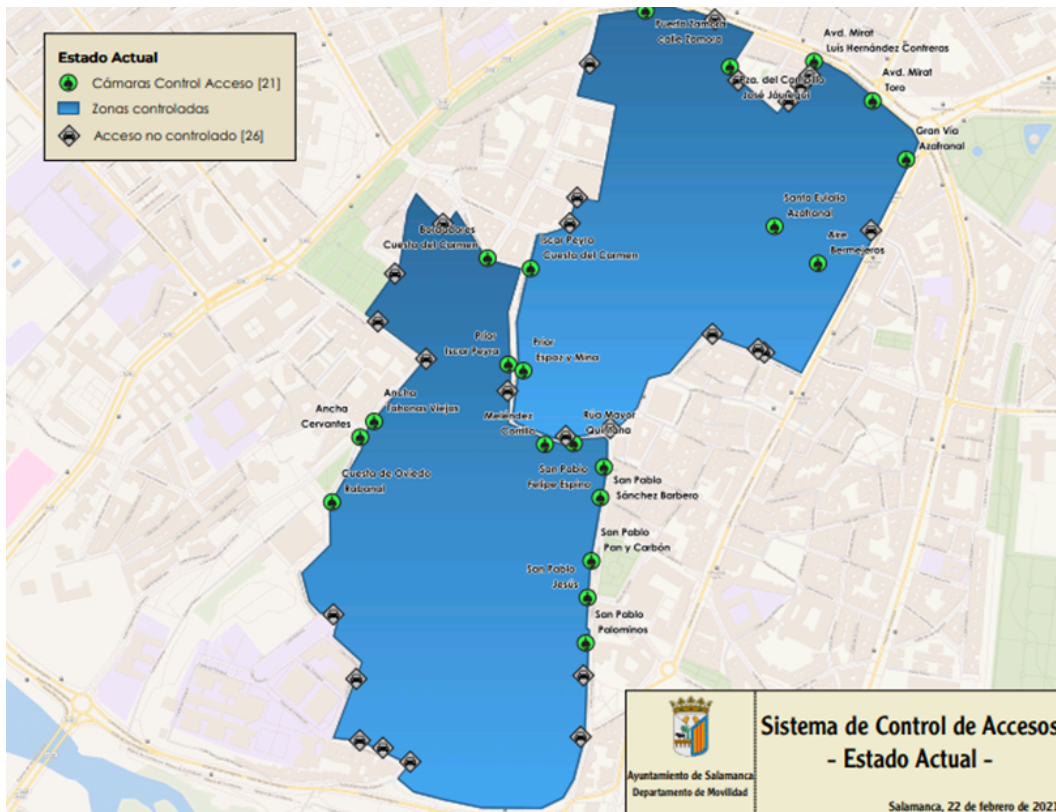 Estado Actual
Cámaras Control Acceso [21]
Zonas controladas
Acceso no controlado [26]
Puerta Zamora
calle Zamora
Avd. Mirat
Luis Hernández Contreras
Pza. del
José Jáuregui
Avd. Mirat
Toro
Gran Vía
Azafranal
Santa Eulalia
Azafranal
Aire
Bermejeros
Bordadores
Cuesta del Carmen
Iscar Peyra
Cuesta del Carmen
Pilar
Iscar Peyra
Prior
Espoz y Mina
Ancha
Tahonas Viejas
Ancha
Cervantes
Meléndez
Corrillo
Rua Mayor
Quintana
Cuesta de Oviedo
Rabanal
San Pablo
Felipe Espino
San Pablo
Sánchez Barbero
San Pablo
Pan y Carbón
San Pablo
Jesús
San Pablo
Palominos
Ayuntamiento de Salamanca
Departamento de Movilidad
Sistema de Control de Accesos
- Estado Actual -
Salamanca, 22 de febrero de 2021